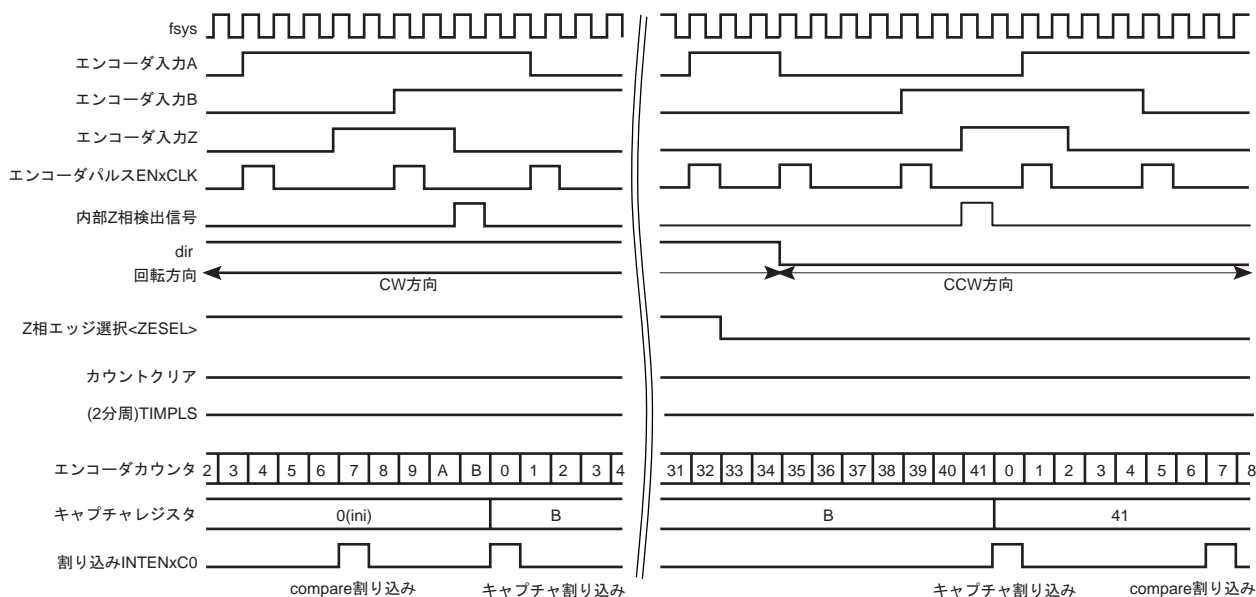 fsys
エンコーダ入力A
エンコーダ入力B
エンコーダ入力Z
エンコーダパルスENxCLK
内部Z相検出信号
dir
回転方向
CW方向 CCW方向
Z相エッジ選択<ZESEL>
カウントクリア
(2分周)TIMPLS
エンコーダカウンタ 2 3 4 5 6 7 8 9 A B 0 1 2 3 4 31 32 33 34 35 36 37 38 39 40 41 0 1 2 3 4 5 6 7 8
キャプチャレジスタ 0(ini) B B 41
割り込みINTENxC0
compare割り込み キャプチャ割り込み キャプチャ割り込み compare割り込み